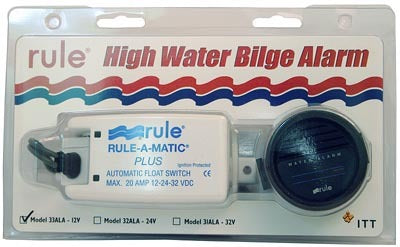 rule® High Water Bilge Alarm
rule®
RULE-A-MATIC®
PLUS
Ignition Protected
AUTOMATIC FLOAT SWITCH CE
MAX. 20 AMP 12-24-32 VDC
WATER ALARM
rule
Model 33ALA - 12V Model 32ALA - 24V Model 31ALA - 32V
ITT